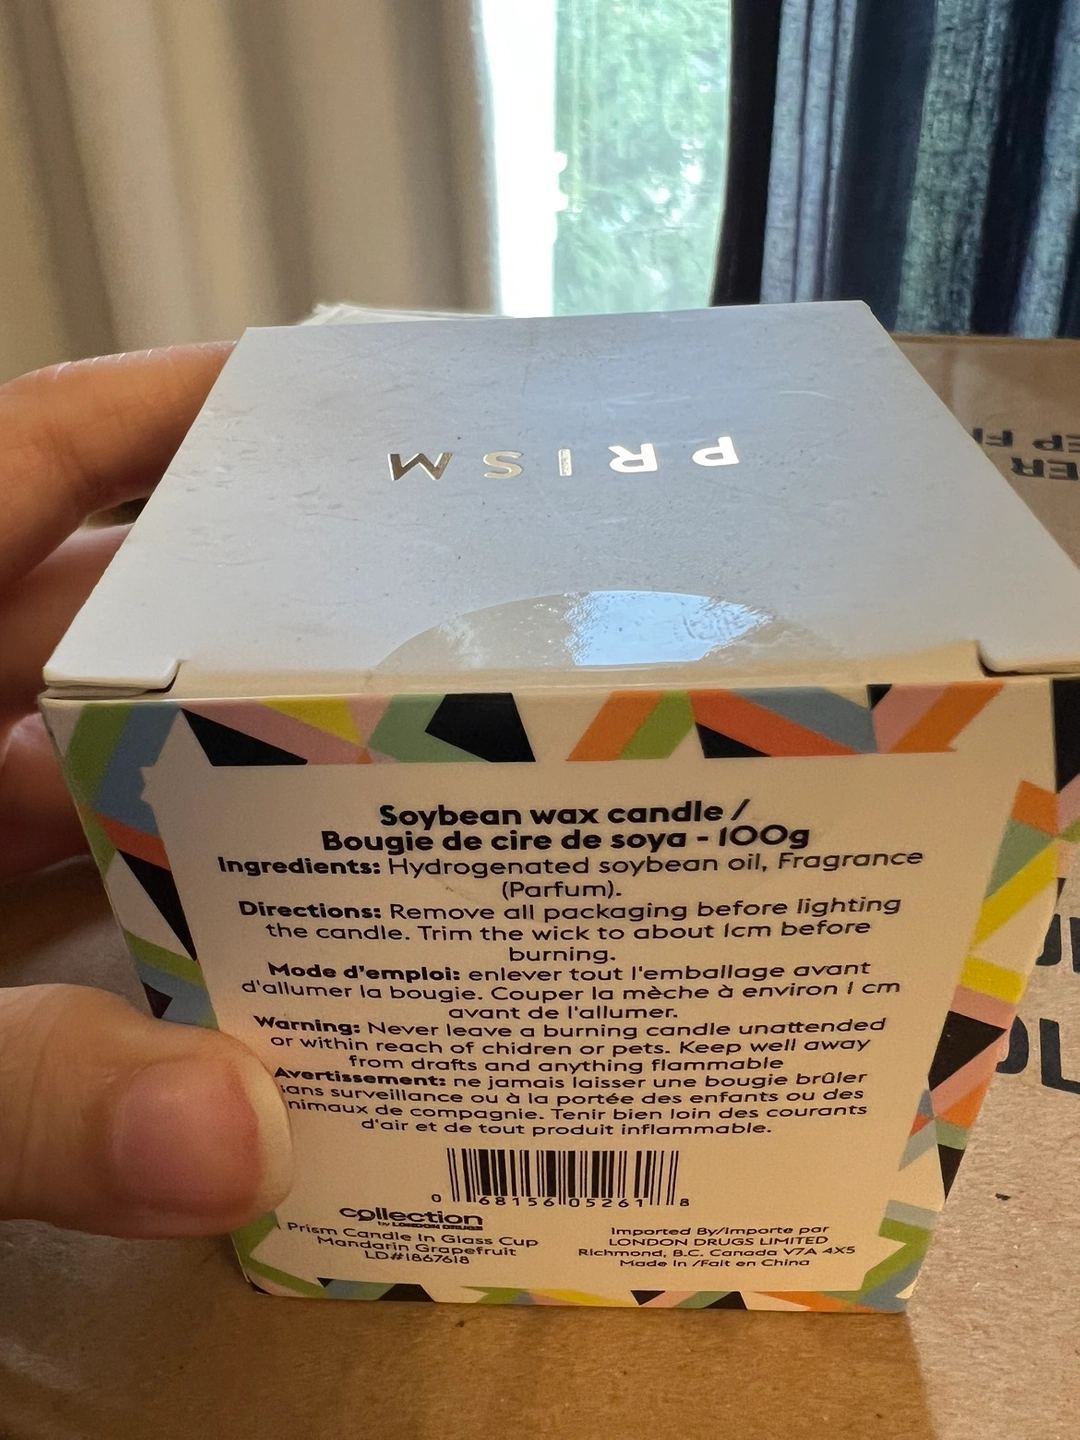 PRISM
Soybean wax candle /
Bougie de cire de soya - 100g
Ingredients: Hydrogenated soybean oil, Fragrance
(Parfum).
Directions: Remove all packaging before lighting
the candle. Trim the wick to about 1cm before
burning.
Mode d'emploi: enlever tout l'emballage avant
d'allumer la bougie. Couper la mèche à environ 1 cm
avant de l'allumer.
Warning: Never leave a burning candle unattended
or within reach of chidren or pets. Keep well away
from drafts and anything flammable
Avertissement: ne jamais laisser une bougie brûler
sans surveillance ou à la portée des enfants ou des
nimaux de compagnie. Tenir bien loin des courants
d'air et de tout produit inflammable.
0 68156 05261 8
collection
by LONDON DRUGS
Prism Candle In Glass Cup
Mandarin Grapefruit
LD#1867618
Imported By/Importe par
LONDON DRUGS LIMITED
Richmond, B.C. Canada V7A 4X5
Made In /Fait en China